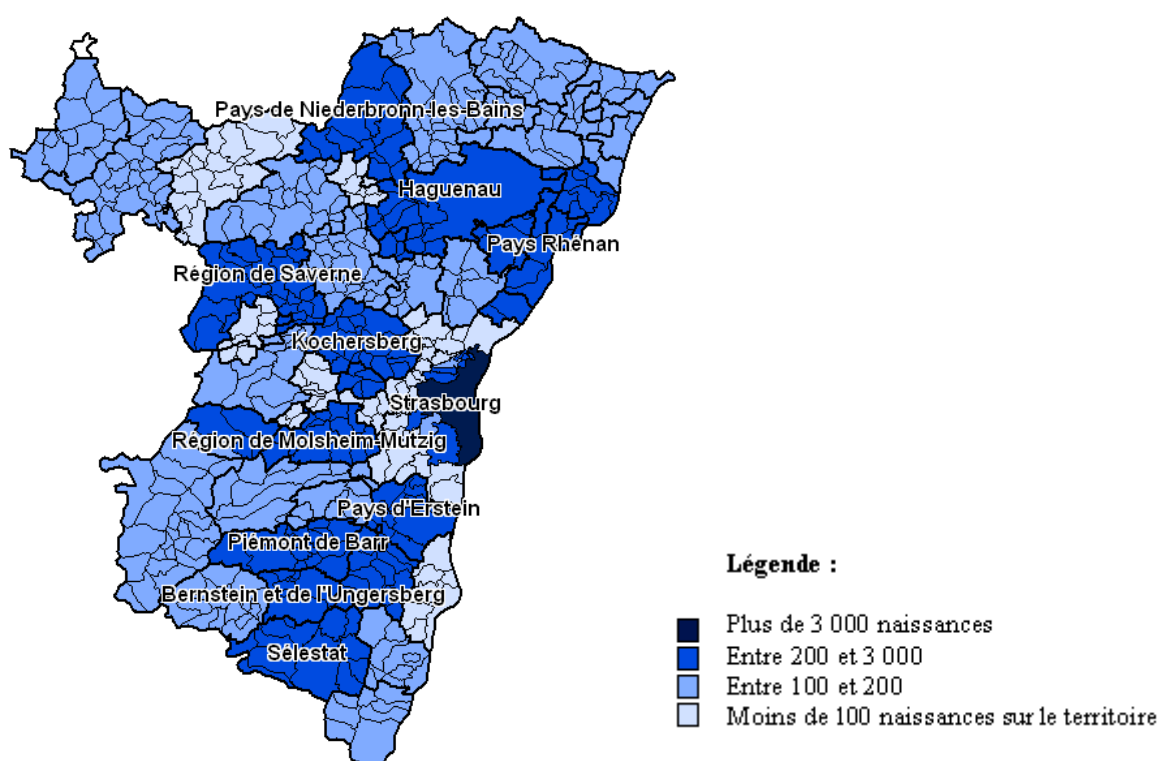 Pays de Niederbronn-les-Bains
Haguenau
Pays Rhénan
Région de Saverne
Kochersberg
Strasbourg
Région de Molsheim-Mutzig
Pays d'Erstein
Piémont de Barr
Bernstein et de l'Ungersberg
Sélestat
Légende :
Plus de 3 000 naissances
Entre 200 et 3 000
Entre 100 et 200
Moins de 100 naissances sur le territoire